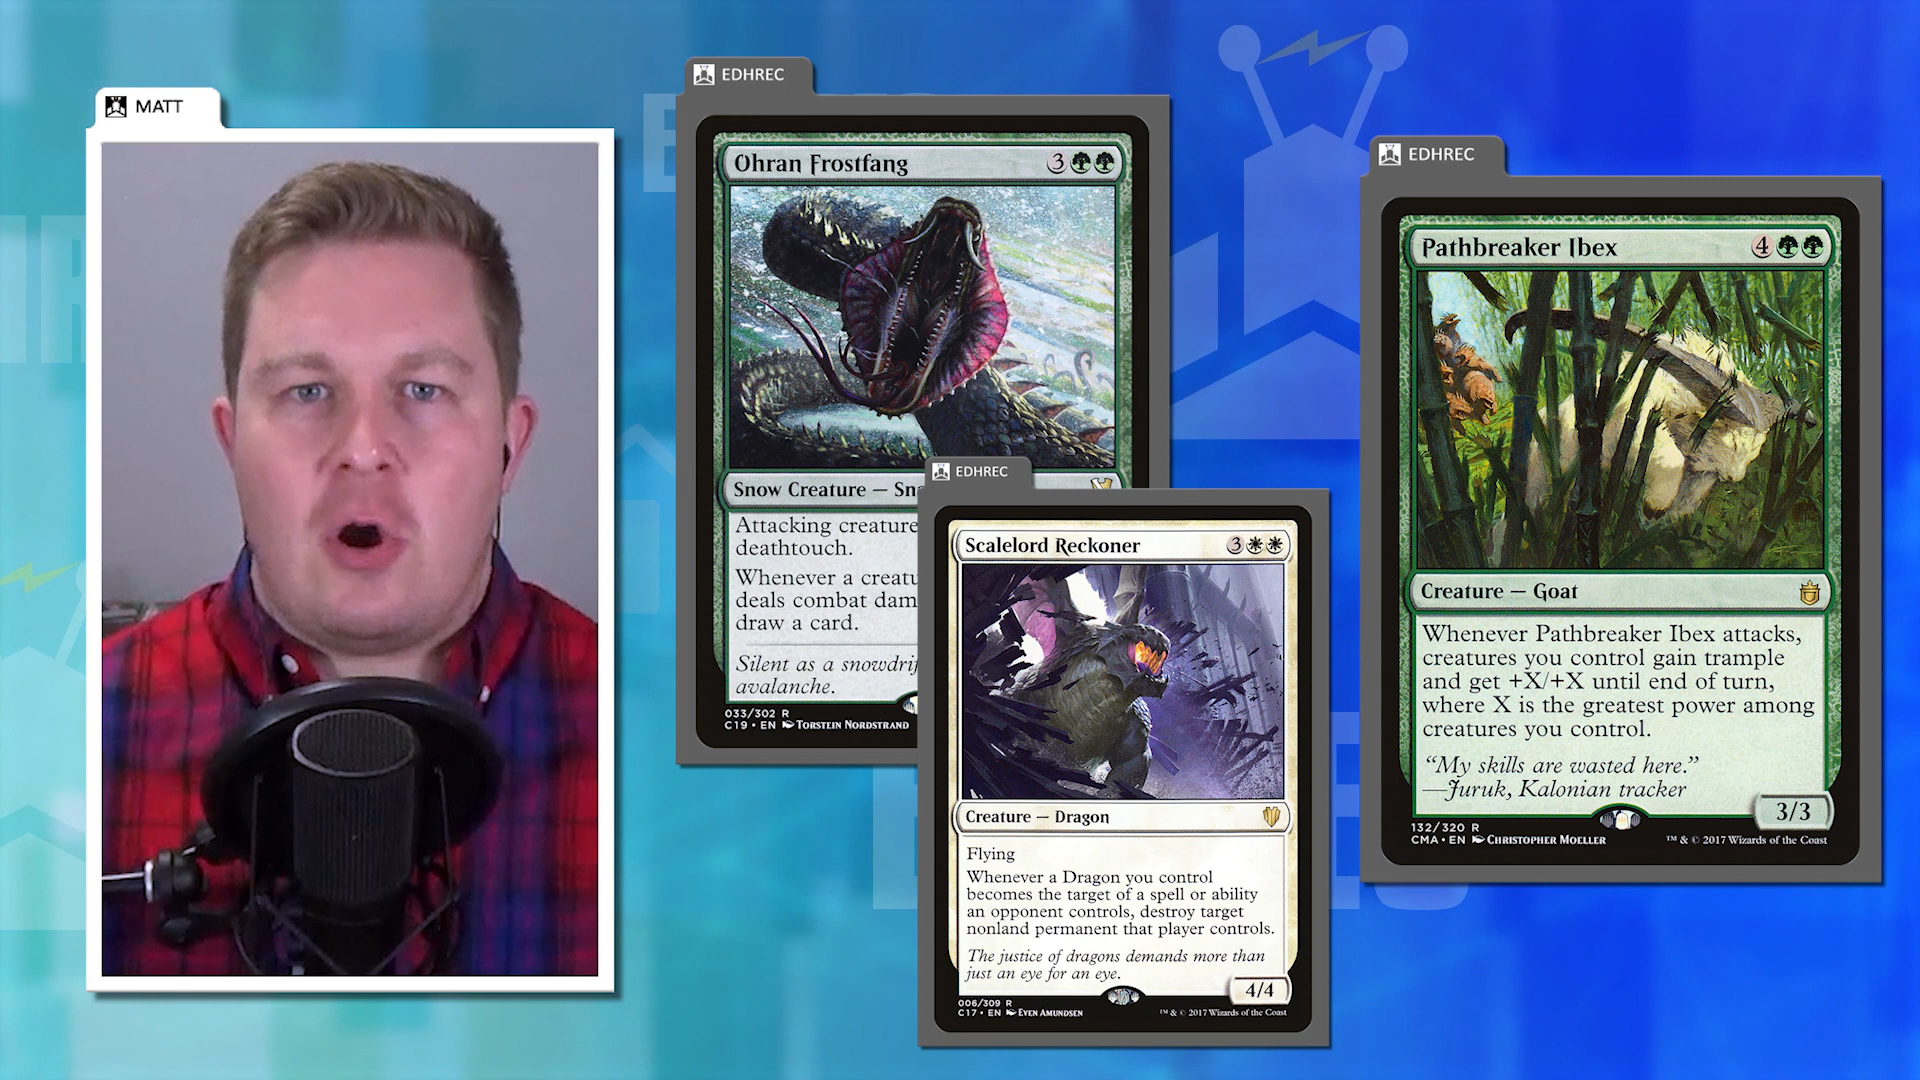 MATT
EDHREC
Ohran Frostfang 3
Snow Creature — Sna
Attacking creature
deathtouch.
Whenever a creatu
deals combat dam
draw a card.
Silent as a snowdrif
avalanche.
033/302 R
C19 • EN Torstein Nordstrand
EDHREC
Scalelord Reckoner 3
Creature — Dragon
Flying
Whenever a Dragon you control
becomes the target of a spell or ability
an opponent controls, destroy target
nonland permanent that player controls.
The justice of dragons demands more than
just an eye for an eye.
4/4
006/309 R
C17 • EN Even Amundsen
™ & © 2017 Wizards of the Coast
EDHREC
Pathbreaker Ibex 4
Creature — Goat
Whenever Pathbreaker Ibex attacks,
creatures you control gain trample
and get +X/+X until end of turn,
where X is the greatest power among
creatures you control.
“My skills are wasted here.”
—Juruk, Kalonian tracker
3/3
132/320 R
CMA • EN Christopher Moeller
™ & © 2017 Wizards of the Coast